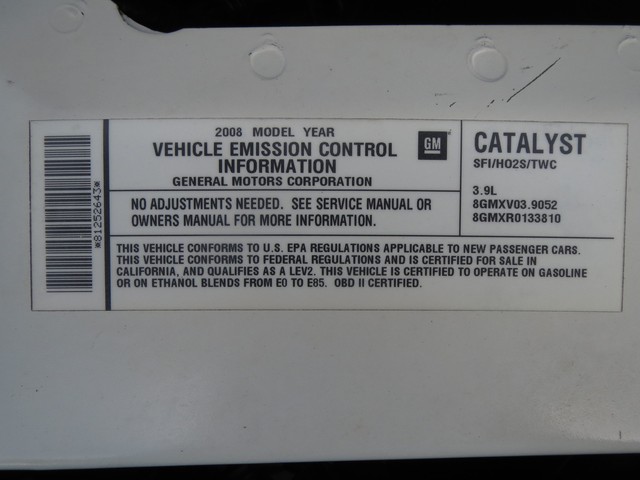 *81252643*
2008 MODEL YEAR
VEHICLE EMISSION CONTROL
INFORMATION
GENERAL MOTORS CORPORATION
GM
CATALYST
SFI/HO2S/TWC
NO ADJUSTMENTS NEEDED. SEE SERVICE MANUAL OR
OWNERS MANUAL FOR MORE INFORMATION.
3.9L
8GMXV03.9052
8GMXR0133810
THIS VEHICLE CONFORMS TO U.S. EPA REGULATIONS APPLICABLE TO NEW PASSENGER CARS.
THIS VEHICLE CONFORMS TO FEDERAL REGULATIONS AND IS CERTIFIED FOR SALE IN
CALIFORNIA, AND QUALIFIES AS A LEV2. THIS VEHICLE IS CERTIFIED TO OPERATE ON GASOLINE
OR ON ETHANOL BLENDS FROM E0 TO E85. OBD II CERTIFIED.